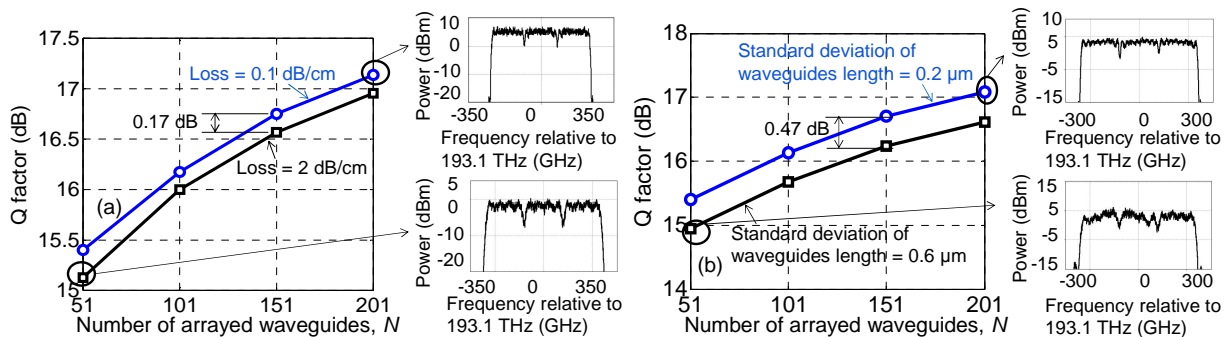 17.5
17
16.5
16
15.5
15
Q factor (dB)
51
101
151
201
Number of arrayed waveguides, N
Loss = 0.1 dB/cm
0.17 dB
Loss = 2 dB/cm
(a)
10
0
-10
-20
Power (dBm)
-350
0
350
Frequency relative to
193.1 THz (GHz)
5
0
-10
-20
Power (dBm)
-350
0
350
Frequency relative to
193.1 THz (GHz)
18
17
16
15
14
Q factor (dB)
51
101
151
201
Number of arrayed waveguides, N
Standard deviation of
waveguides length = 0.2 µm
0.47 dB
Standard deviation of
waveguides length = 0.6 µm
(b)
10
5
-5
-15
Power (dBm)
-300
0
300
Frequency relative to
193.1 THz (GHz)
15
5
-5
-15
Power (dBm)
-300
0
300
Frequency relative to
193.1 THz (GHz)